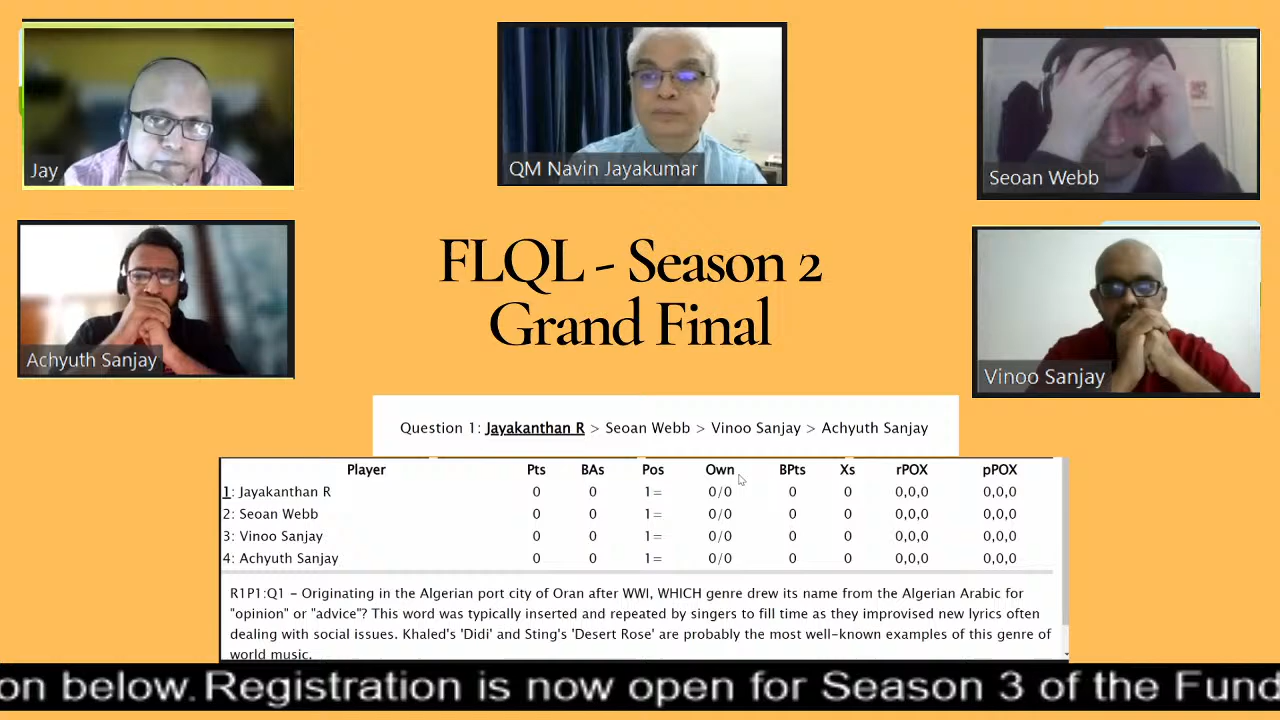 Jay
QM Navin Jayakumar
Seoan Webb
Achyuth Sanjay
Vinoo Sanjay
FLQL - Season 2
Grand Final
Question 1: Jayakanthan R > Seoan Webb > Vinoo Sanjay > Achyuth Sanjay
Player Pts BAs Pos Own BPts Xs rPOX pPOX
1: Jayakanthan R 0 0 1= 0/0 0 0 0,0,0 0,0,0
2: Seoan Webb 0 0 1= 0/0 0 0 0,0,0 0,0,0
3: Vinoo Sanjay 0 0 1= 0/0 0 0 0,0,0 0,0,0
4: Achyuth Sanjay 0 0 1= 0/0 0 0 0,0,0 0,0,0
R1P1:Q1 - Originating in the Algerian port city of Oran after WWI, WHICH genre drew its name from the Algerian Arabic for
"opinion" or "advice"? This word was typically inserted and repeated by singers to fill time as they improvised new lyrics often
dealing with social issues. Khaled's 'Didi' and Sting's 'Desert Rose' are probably the most well-known examples of this genre of
world music.
on below. Registration is now open for Season 3 of the Fund